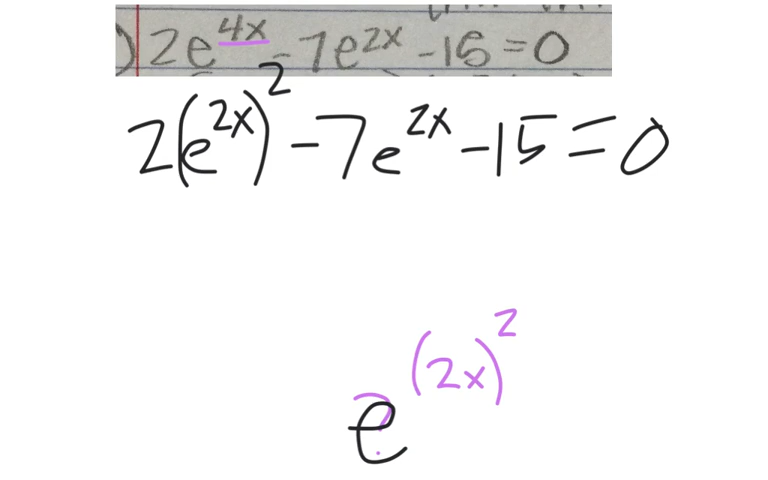 ) 2e^{4x} - 7e^{2x} - 15 = 0
2(e^{2x})^2 - 7e^{2x} - 15 = 0
e^{(2x)^2}